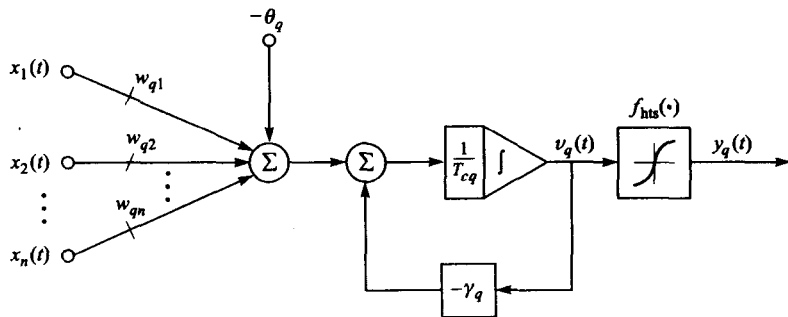 −θ_q
x_1(t)
w_q1
x_2(t)
w_q2
w_qn
x_n(t)
Σ
Σ
1/T_cq
∫
v_q(t)
f_hts(·)
y_q(t)
−γ_q